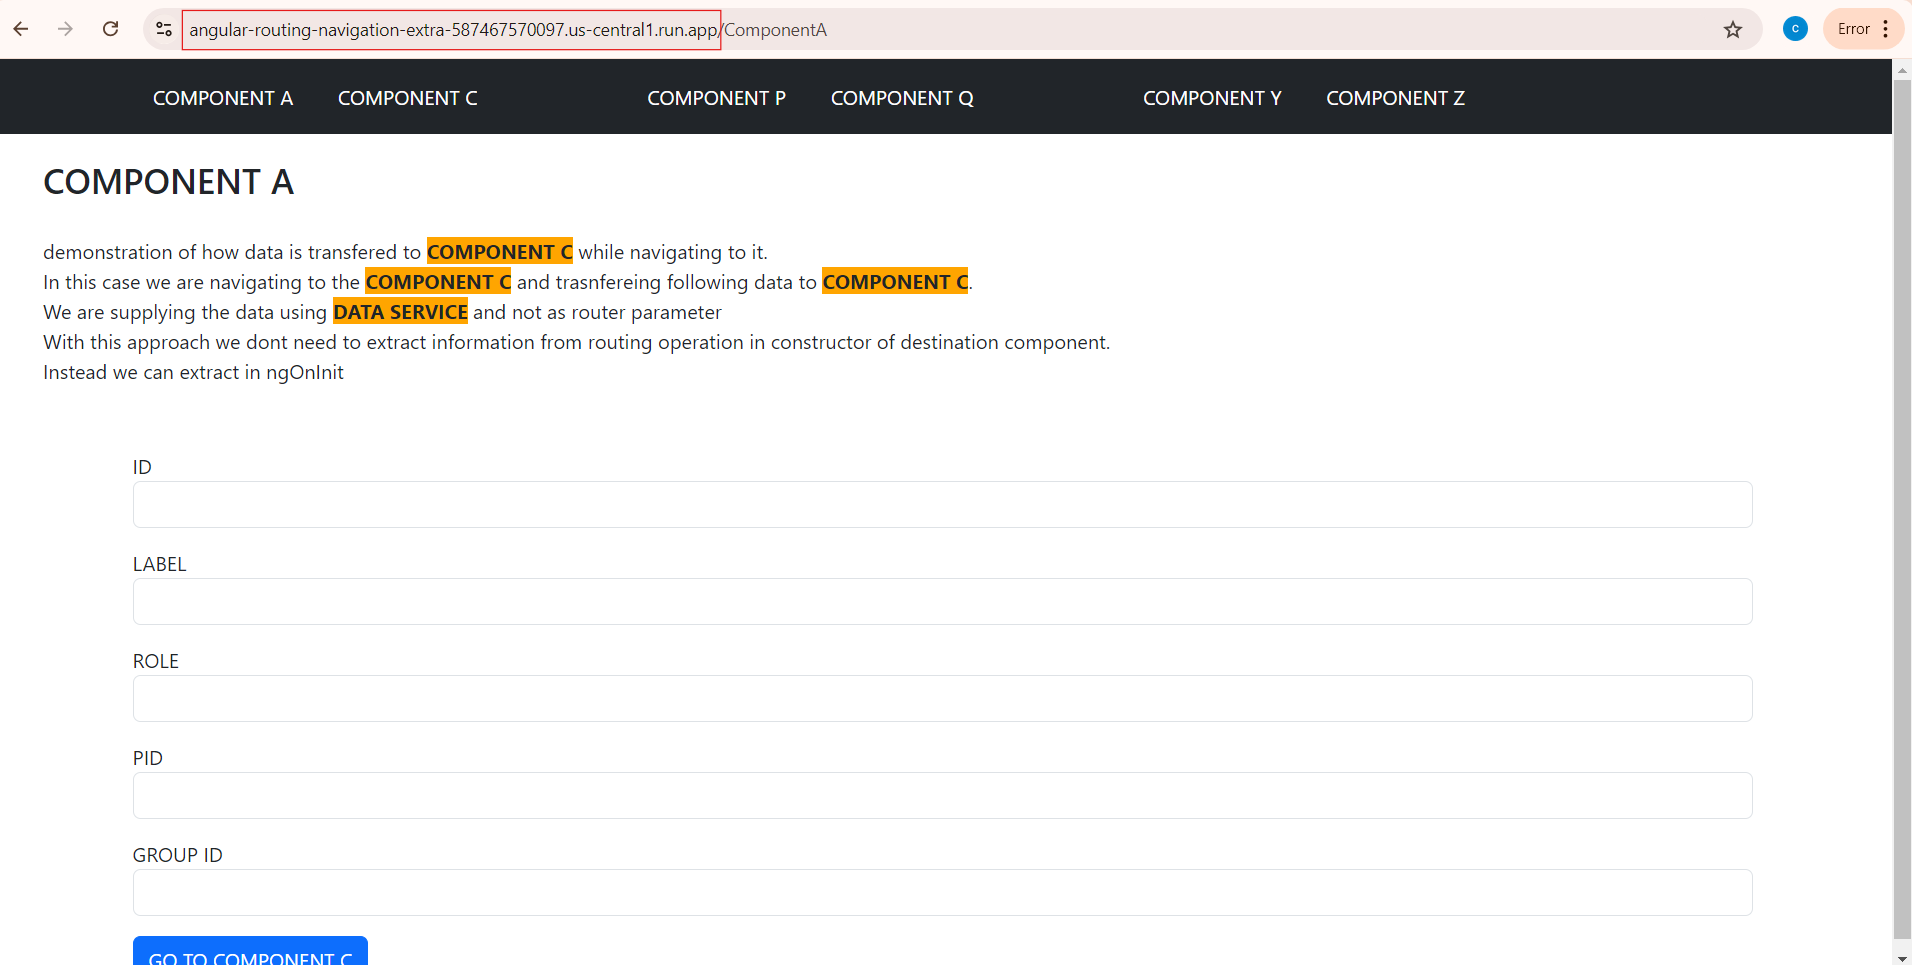 angular-routing-navigation-extra-587467570097.us-central1.run.app/ComponentA
c
Error
COMPONENT A COMPONENT C COMPONENT P COMPONENT Q COMPONENT Y COMPONENT Z
COMPONENT A
demonstration of how data is transfered to COMPONENT C while navigating to it.
In this case we are navigating to the COMPONENT C and trasnfereing following data to COMPONENT C.
We are supplying the data using DATA SERVICE and not as router parameter
With this approach we dont need to extract information from routing operation in constructor of destination component.
Instead we can extract in ngOnInit
ID
LABEL
ROLE
PID
GROUP ID
GO TO COMPONENT C